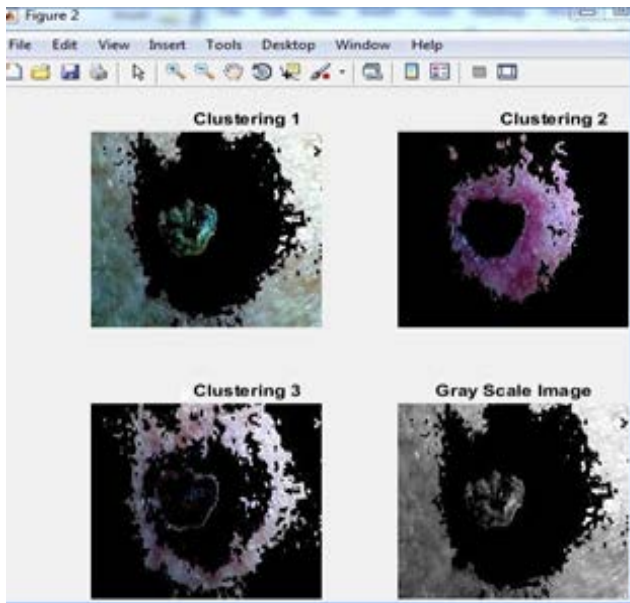 Figure 2
File Edit View Insert Tools Desktop Window Help
Clustering 1
Clustering 2
Clustering 3
Gray Scale Image